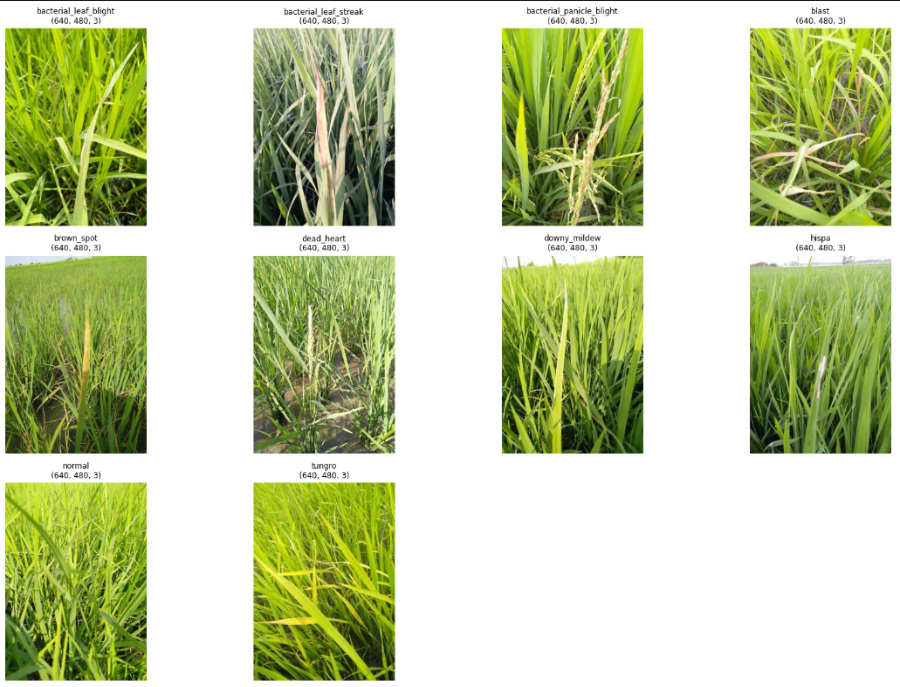 bacterial_leaf_blight
(640, 480, 3)
bacterial_leaf_streak
(640, 480, 3)
bacterial_panicle_blight
(640, 480, 3)
blast
(640, 480, 3)
brown_spot
(640, 480, 3)
dead_heart
(640, 480, 3)
downy_mildew
(640, 480, 3)
hispa
(640, 480, 3)
normal
(640, 480, 3)
tungro
(640, 480, 3)